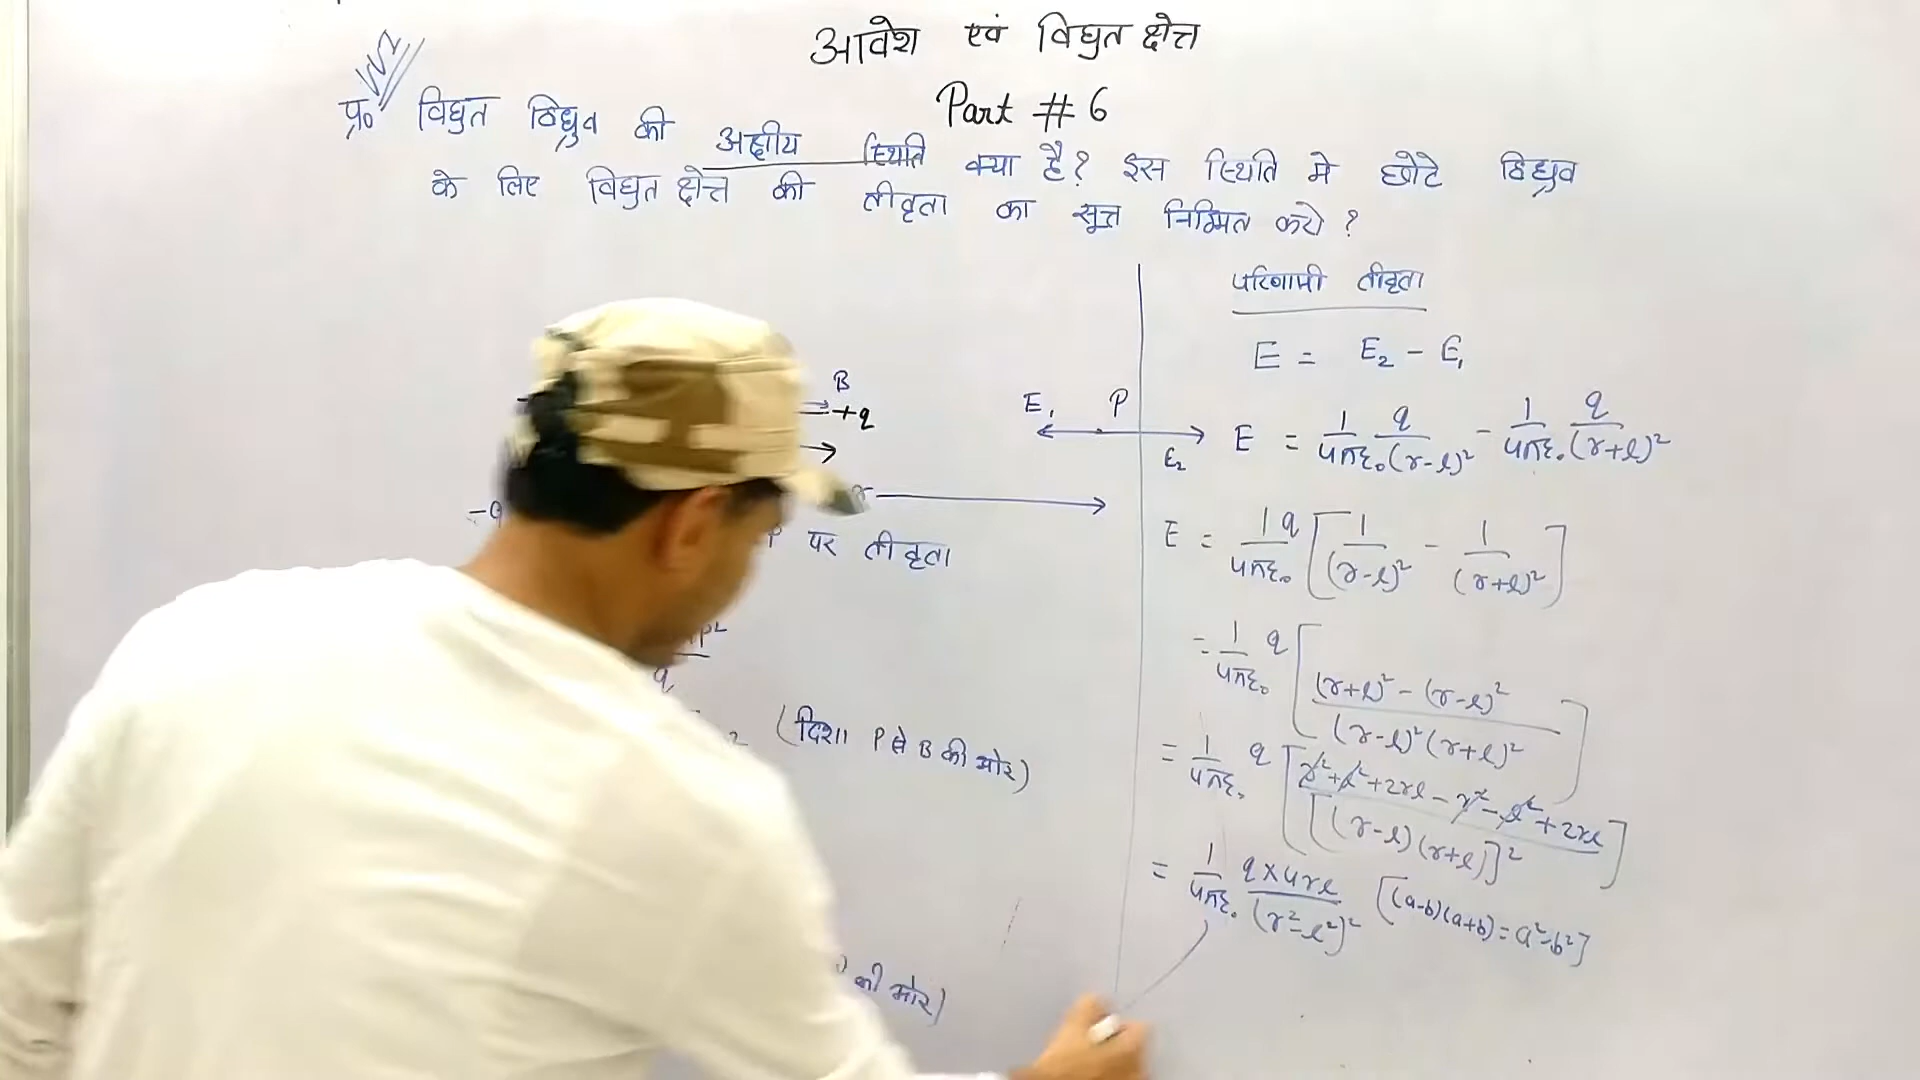 आवेश एवं विद्युत क्षेत्र
Part # 6
प्र० विद्युत द्विध्रुव की अक्षीय स्थिति क्या है? इस स्थिति मे छोटे द्विध्रुव
के लिए विद्युत क्षेत्र की तीव्रता का सूत्र निगमित करो ?
B
+q
E₁ P
E₂
-q
r
P पर तीव्रता
q
(दिशा P से B की ओर)
की ओर)
परिणामी तीव्रता
E = E₂ - E₁
E = 1/4πε₀ q/(r-l)² - 1/4πε₀ q/(r+l)²
E = 1q/4πε₀ [1/(r-l)² - 1/(r+l)²]
= 1/4πε₀ q [(r+l)² - (r-l)²/(r-l)²(r+l)²]
= 1/4πε₀ q [r²+l²+2rl - r²-l²+2rl/[(r-l)(r+l)]²]
= 1/4πε₀ q×4rl/(r²-l²)² [(a-b)(a+b)=a²-b²]